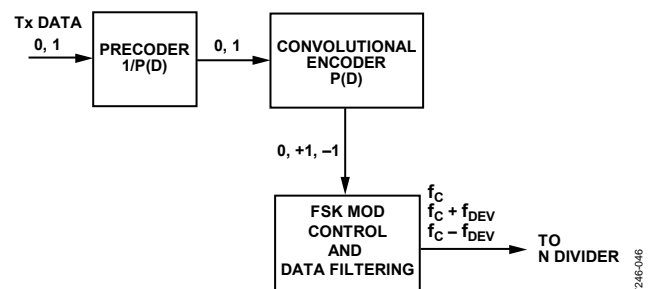 Tx DATA
0, 1
PRECODER
1/P(D)
0, 1
CONVOLUTIONAL
ENCODER
P(D)
0, +1, –1
FSK MOD
CONTROL
AND
DATA FILTERING
fC
fC + fDEV
fC – fDEV
TO
N DIVIDER
246-046